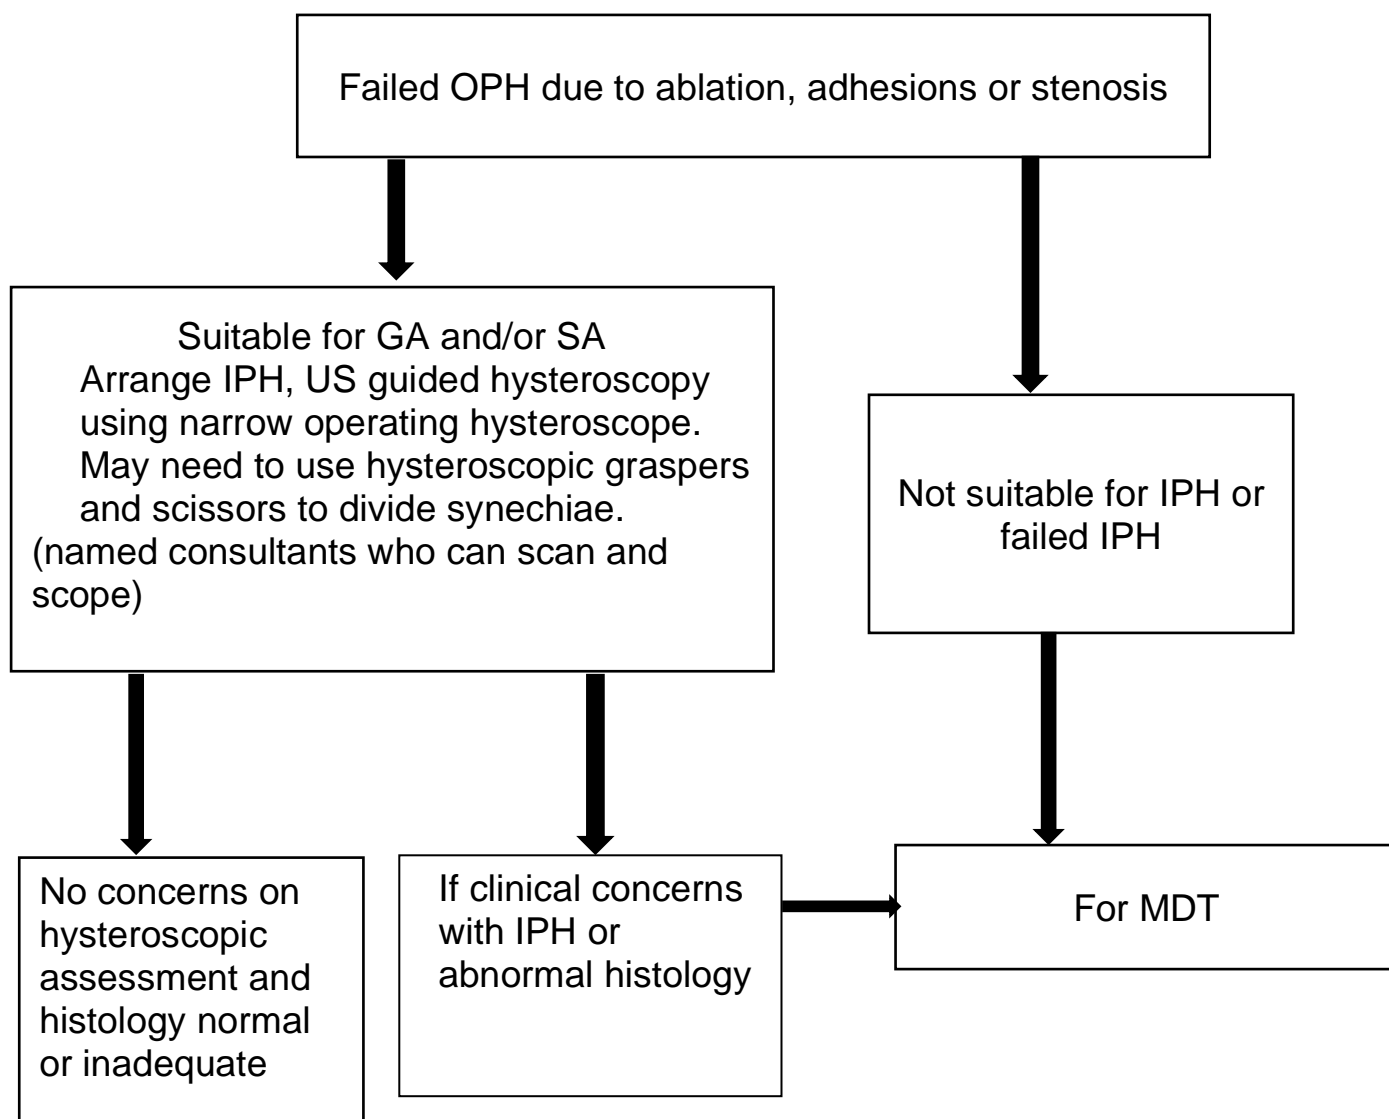 Failed OPH due to ablation, adhesions or stenosis
Suitable for GA and/or SA
Arrange IPH, US guided hysteroscopy
using narrow operating hysteroscope.
May need to use hysteroscopic graspers
and scissors to divide synechiae.
(named consultants who can scan and
scope)
Not suitable for IPH or
failed IPH
No concerns on
hysteroscopic
assessment and
histology normal
or inadequate
If clinical concerns
with IPH or
abnormal histology
For MDT